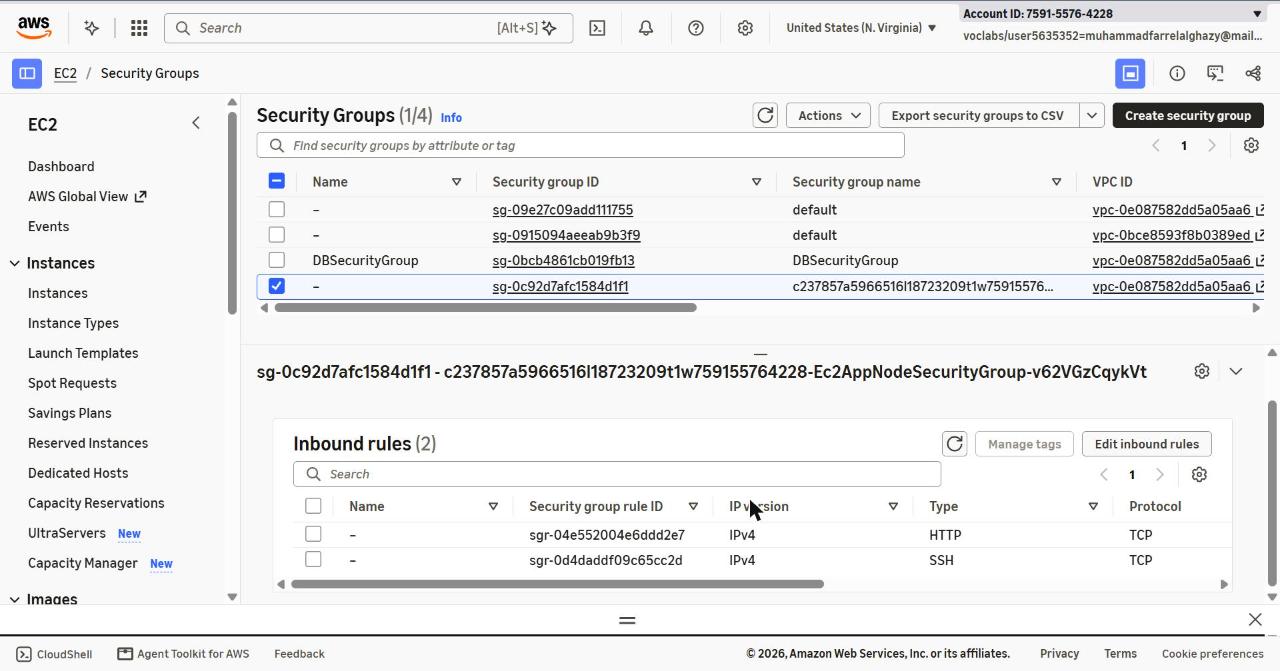 aws
Search
[Alt+S]
United States (N. Virginia)
Account ID: 7591-5576-4228
voclabs/user5635352=muhammadfarrelalghazy@mail...
EC2 / Security Groups
EC2
Dashboard
AWS Global View
Events
Instances
Instances
Instance Types
Launch Templates
Spot Requests
Savings Plans
Reserved Instances
Dedicated Hosts
Capacity Reservations
UltraServers New
Capacity Manager New
Images
Security Groups (1/4) Info
Actions
Export security groups to CSV
Create security group
Find security groups by attribute or tag
1
Name Security group ID Security group name VPC ID
– sg-09e27c09add111755 default vpc-0e087582dd5a05aa6
– sg-0915094aeeab9b3f9 default vpc-0bce8593f8b0389ed
DBSecurityGroup sg-0bcb4861cb019fb13 DBSecurityGroup vpc-0e087582dd5a05aa6
– sg-0c92d7afc1584d1f1 c237857a5966516l18723209t1w75915576... vpc-0e087582dd5a05aa6
sg-0c92d7afc1584d1f1 - c237857a5966516l18723209t1w759155764228-Ec2AppNodeSecurityGroup-v62VGzCqykVt
Inbound rules (2)
Manage tags
Edit inbound rules
Search
1
Name Security group rule ID IP version Type Protocol
– sgr-04e552004e6ddd2e7 IPv4 HTTP TCP
– sgr-0d4daddf09c65cc2d IPv4 SSH TCP
CloudShell Agent Toolkit for AWS Feedback © 2026, Amazon Web Services, Inc. or its affiliates. Privacy Terms Cookie preferences